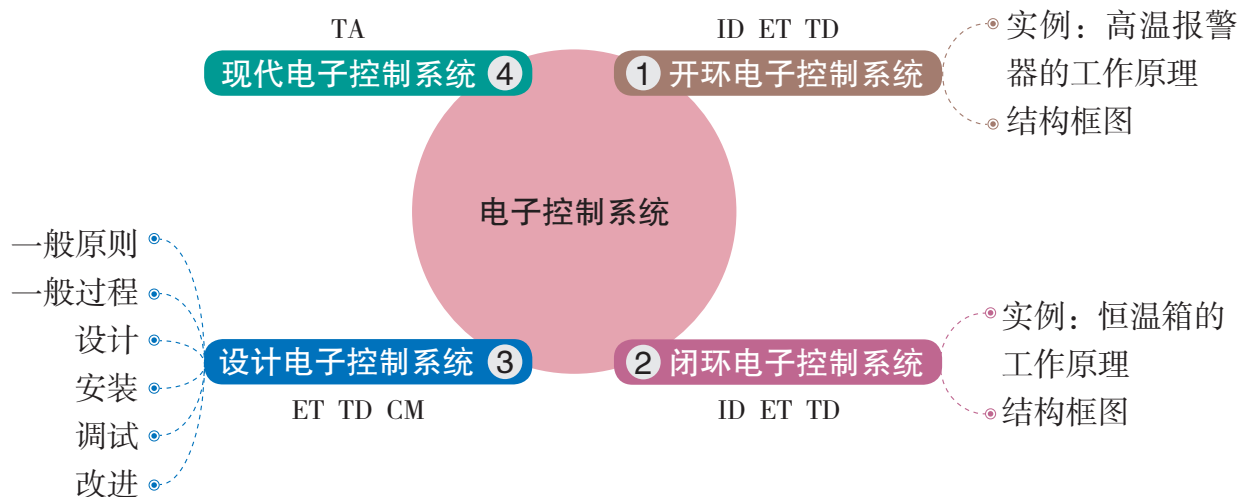 TA
现代电子控制系统 4
ID ET TD
1 开环电子控制系统
实例：高温报警
器的工作原理
结构框图
电子控制系统
一般原则
一般过程
设计
安装
调试
改进
设计电子控制系统 3
ET TD CM
2 闭环电子控制系统
ID ET TD
实例：恒温箱的
工作原理
结构框图